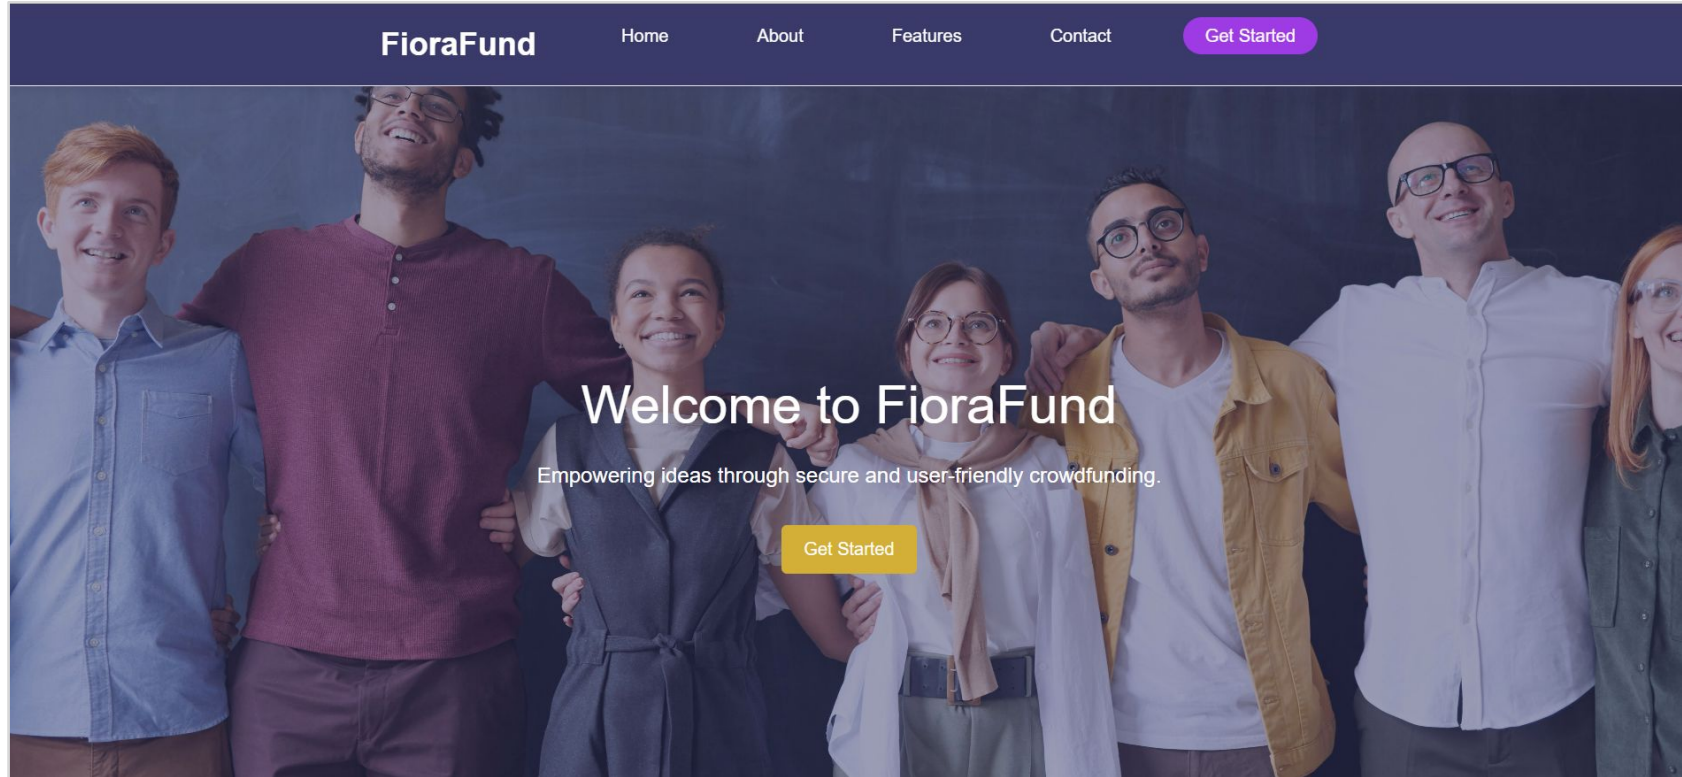 FioraFund Home About Features Contact Get Started
Welcome to FioraFund
Empowering ideas through secure and user-friendly crowdfunding.
Get Started